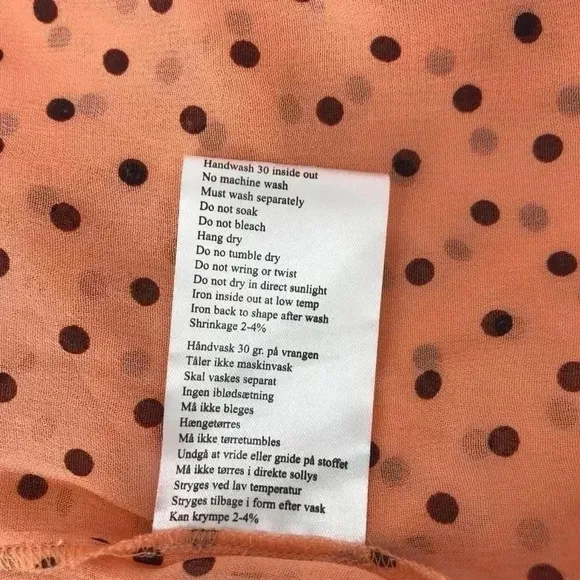 Handwash 30 inside out
No machine wash
Must wash separately
Do not soak
Do not bleach
Hang dry
Do no tumble dry
Do not wring or twist
Do not dry in direct sunlight
Iron inside out at low temp
Iron back to shape after wash
Shrinkage 2-4%
Håndvask 30 gr. på vrangen
Tåler ikke maskinvask
Skal vaskes separat
Ingen iblødsætning
Må ikke bleges
Hængetørres
Må ikke tørretumbles
Undgå at vride eller gnide på stoffet
Må ikke tørres i direkte sollys
Stryges ved lav temperatur
Stryges tilbage i form efter vask
Kan krympe 2-4%